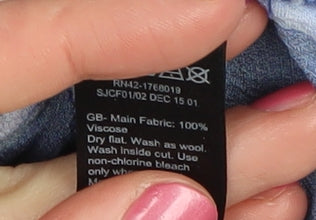 RN42-1768019
SJCF01/02 DEC 15 01
GB- Main Fabric: 100%
Viscose
Dry flat. Wash as wool.
Wash inside out. Use
non-chlorine bleach
only